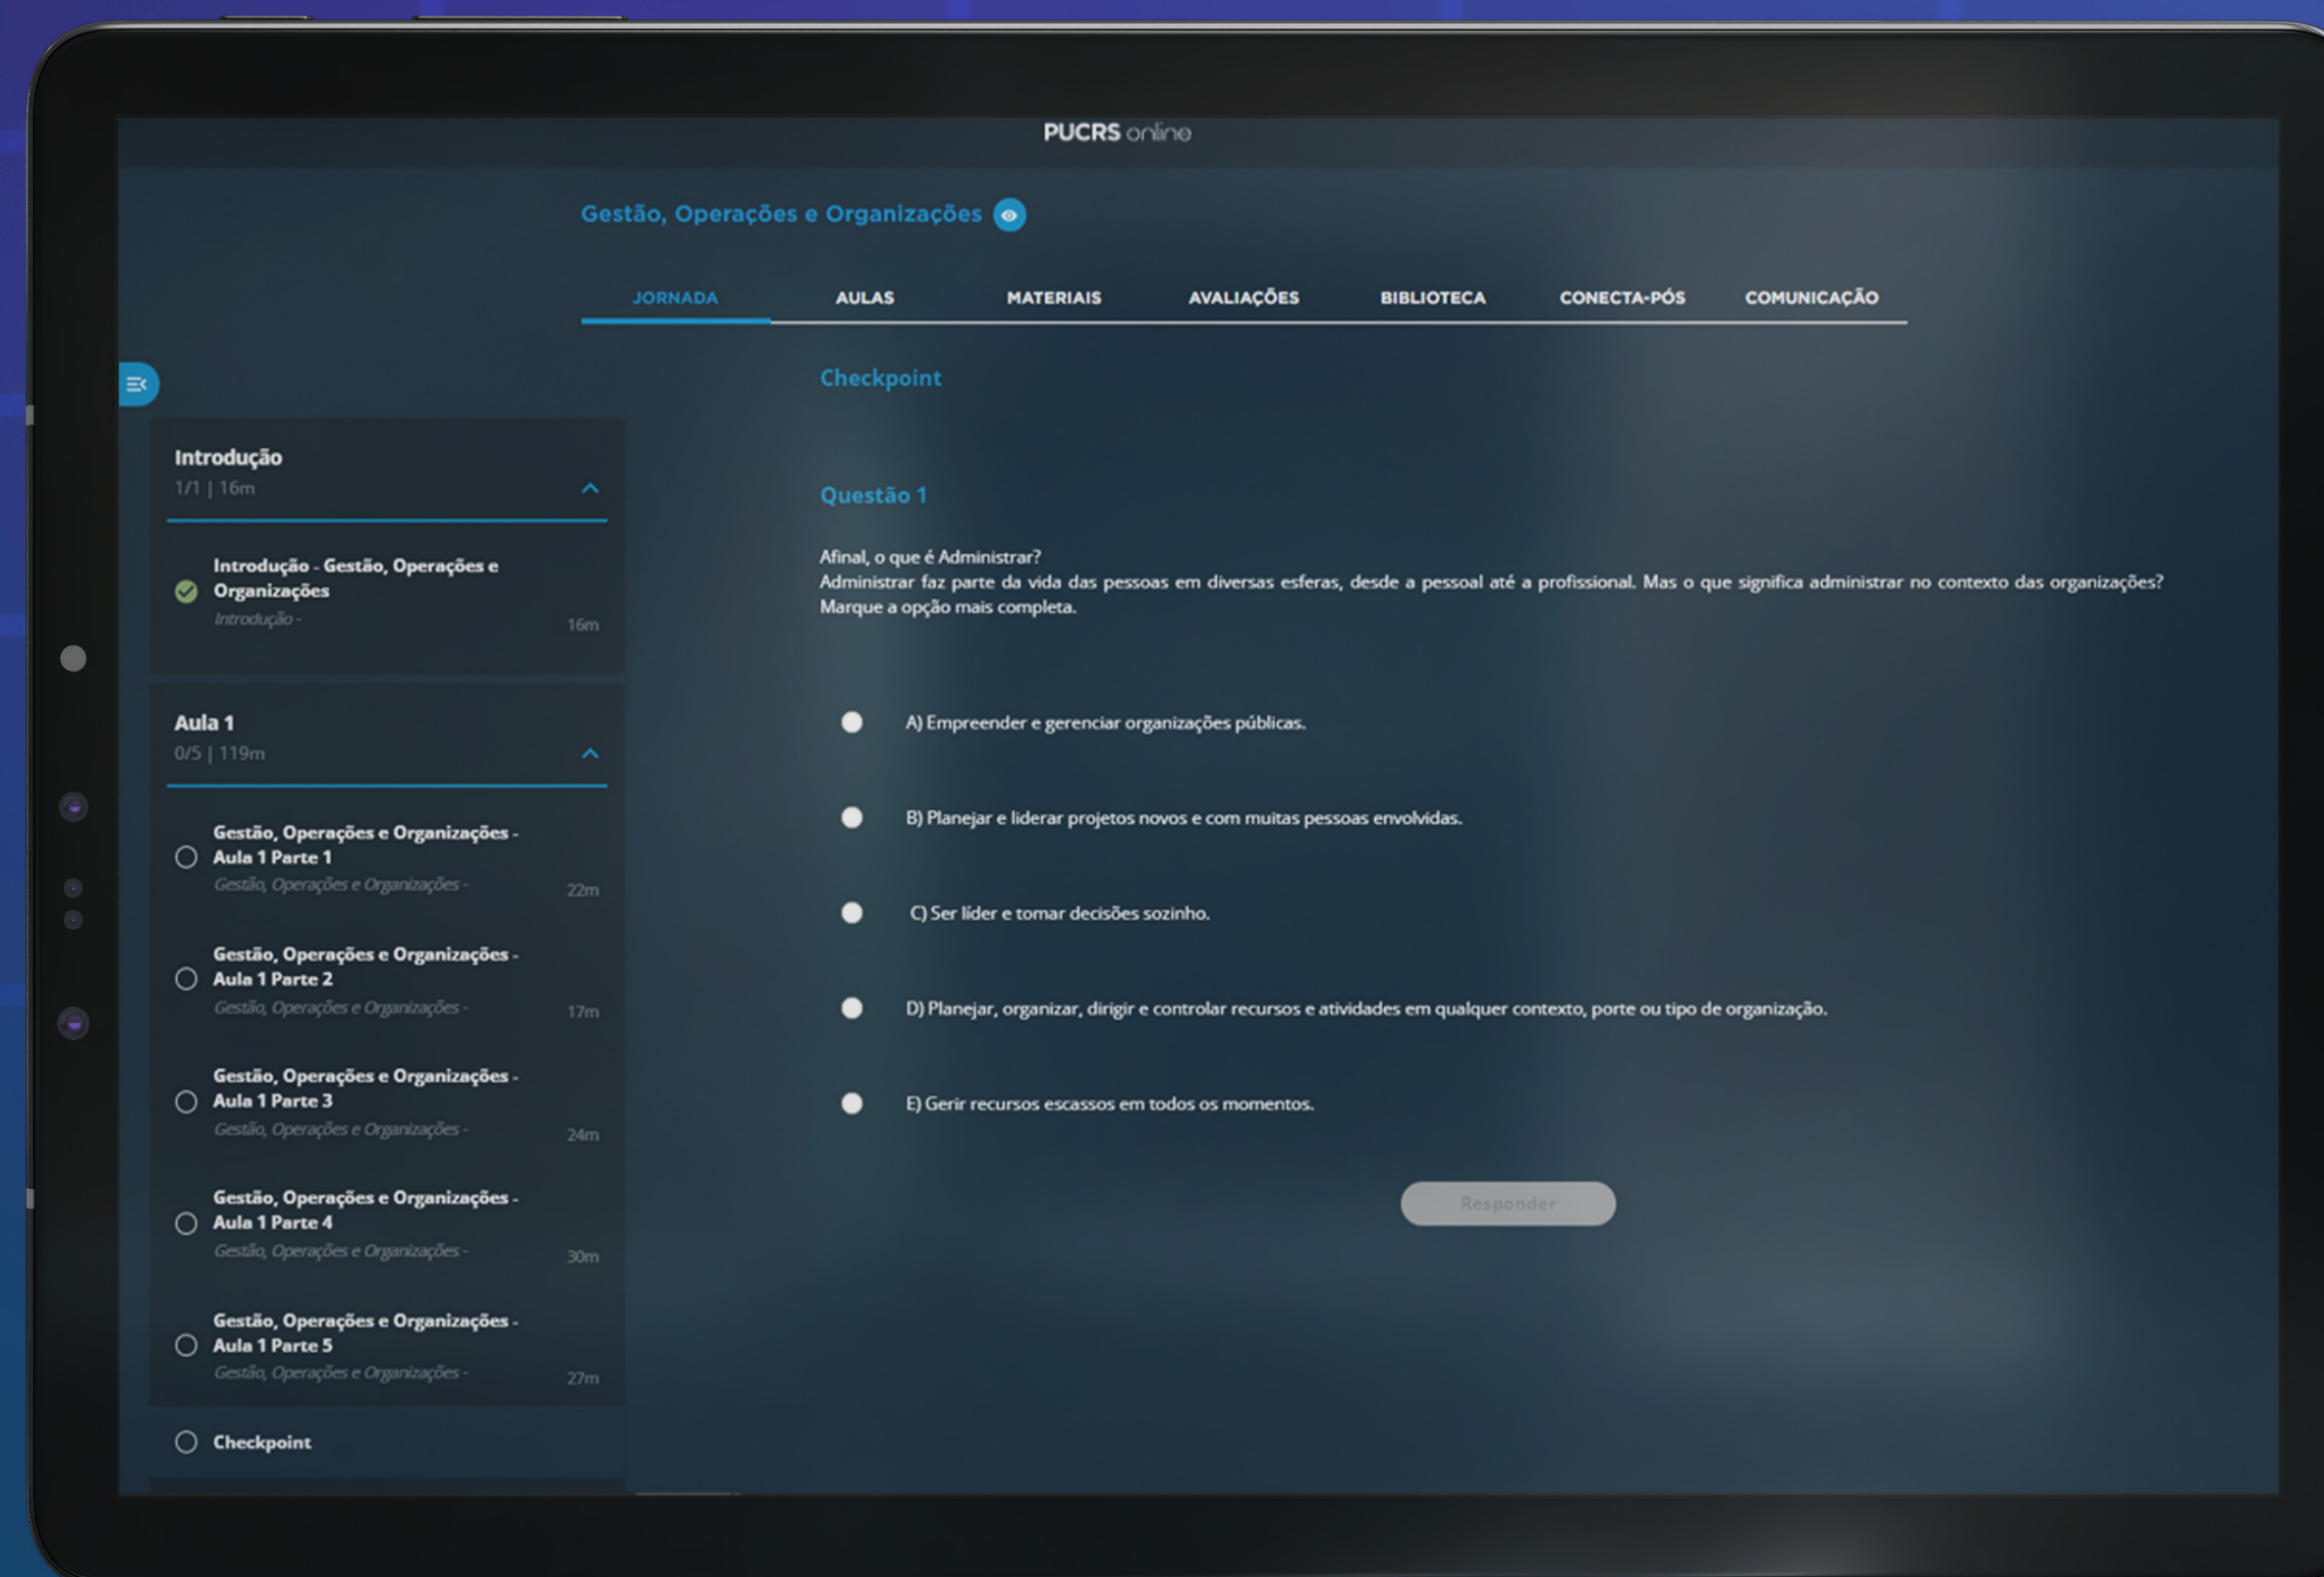 PUCRS online
Gestão, Operações e Organizações
JORNADA AULAS MATERIAIS AVALIAÇÕES BIBLIOTECA CONECTA-PÓS COMUNICAÇÃO
Introdução
1/1 | 16m
Introdução - Gestão, Operações e
Organizações
Introdução -
16m
Aula 1
0/5 | 119m
Gestão, Operações e Organizações -
Aula 1 Parte 1
Gestão, Operações e Organizações -
22m
Gestão, Operações e Organizações -
Aula 1 Parte 2
Gestão, Operações e Organizações -
17m
Gestão, Operações e Organizações -
Aula 1 Parte 3
Gestão, Operações e Organizações -
24m
Gestão, Operações e Organizações -
Aula 1 Parte 4
Gestão, Operações e Organizações -
30m
Gestão, Operações e Organizações -
Aula 1 Parte 5
Gestão, Operações e Organizações -
27m
Checkpoint
Checkpoint
Questão 1
Afinal, o que é Administrar?
Administrar faz parte da vida das pessoas em diversas esferas, desde a pessoal até a profissional. Mas o que significa administrar no contexto das organizações?
Marque a opção mais completa.
A) Empreender e gerenciar organizações públicas.
B) Planejar e liderar projetos novos e com muitas pessoas envolvidas.
C) Ser líder e tomar decisões sozinho.
D) Planejar, organizar, dirigir e controlar recursos e atividades em qualquer contexto, porte ou tipo de organização.
E) Gerir recursos escassos em todos os momentos.
Responder